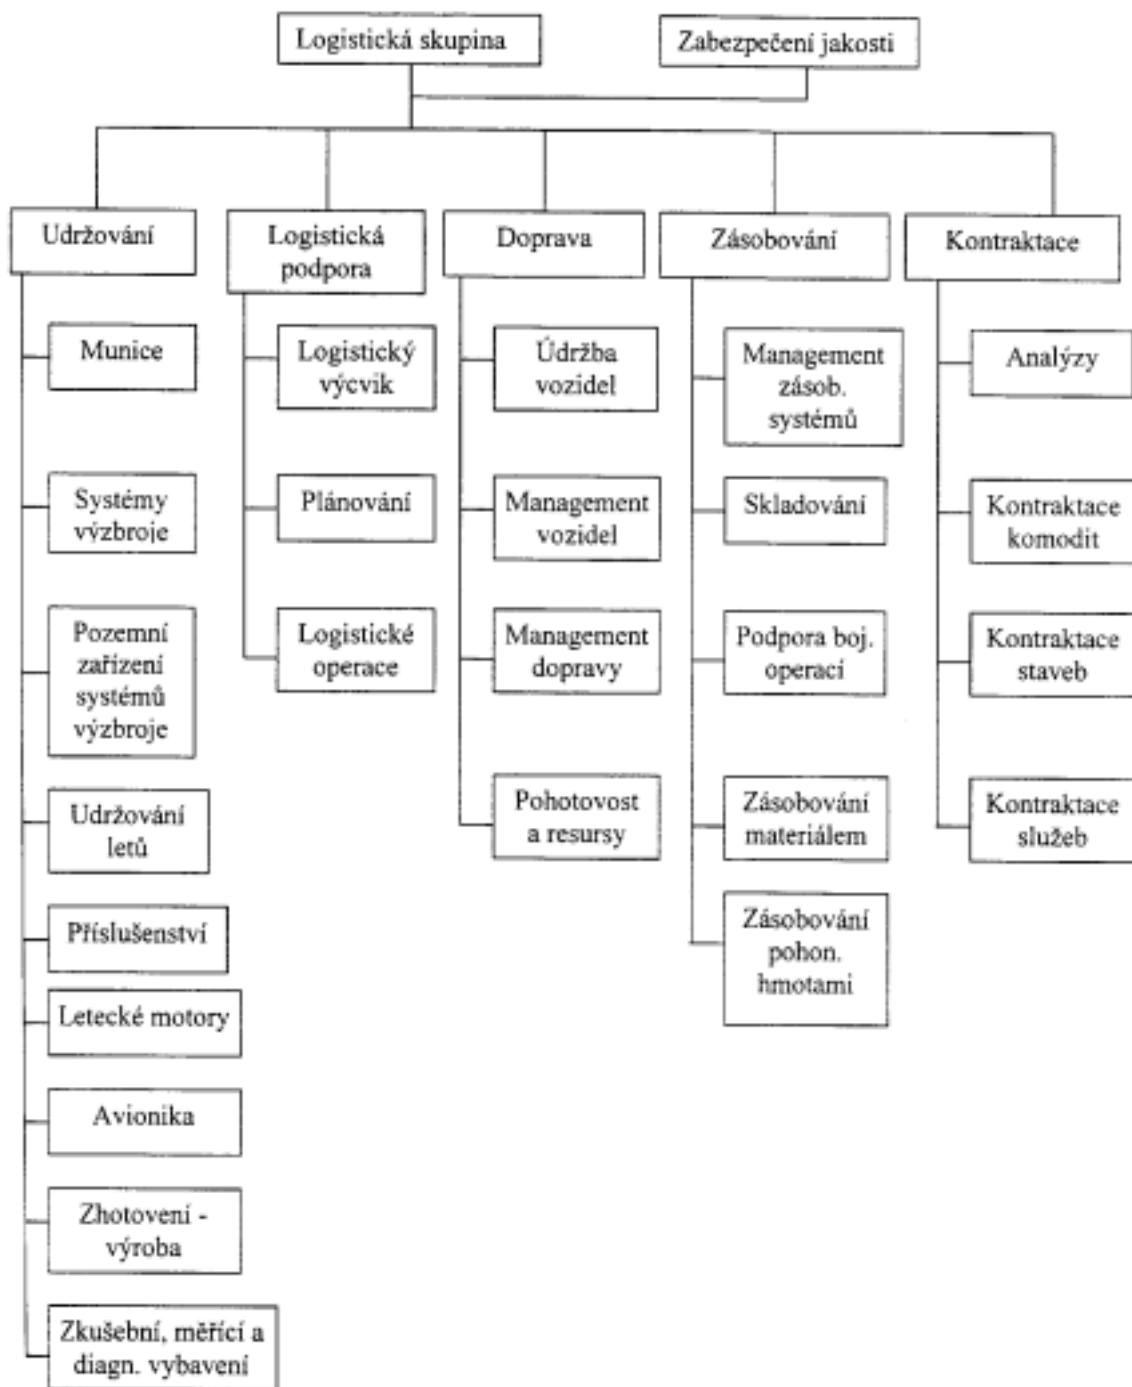 Logistická skupina
Zabezpečení jakosti
Udržování
Logistická
podpora
Doprava
Zásobování
Kontraktace
Munice
Systémy
výzbroje
Pozemní
zařízení
systémů
výzbroje
Udržování
letů
Příslušenství
Letecké motory
Avionika
Zhotovení -
výroba
Zkušební, měřící a
diagn. vybavení
Logistický
výcvik
Plánování
Logistické
operace
Údržba
vozidel
Management
vozidel
Management
dopravy
Pohotovost
a resursy
Management
zásob.
systémů
Skladování
Podpora boj.
operací
Zásobování
materiálem
Zásobování
pohon.
hmotami
Analýzy
Kontraktace
komodit
Kontraktace
staveb
Kontraktace
služeb